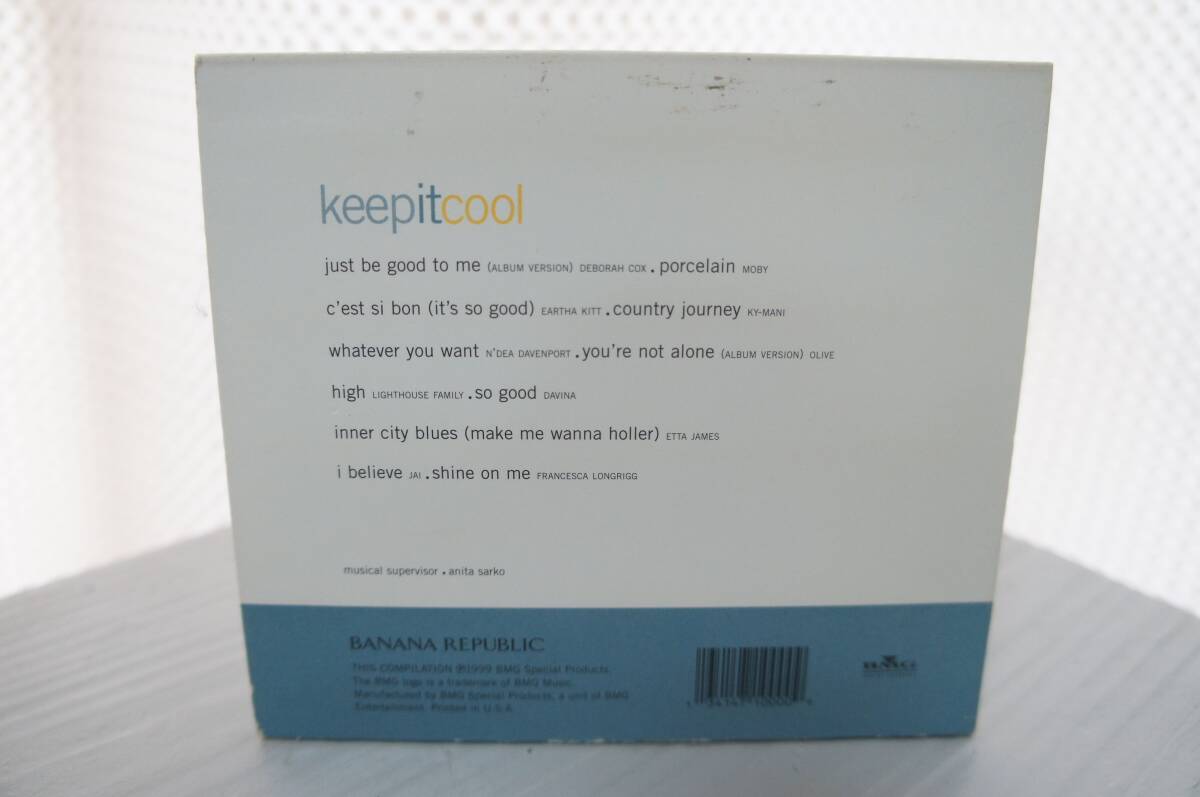 keepitcool
just be good to me (ALBUM VERSION) DEBORAH COX . porcelain MOBY
c'est si bon (it's so good) EARTHA KITT . country journey KY-MANI
whatever you want N'DEA DAVENPORT . you're not alone (ALBUM VERSION) OLIVE
high LIGHTHOUSE FAMILY . so good DAVINA
inner city blues (make me wanna holler) ETTA JAMES
i believe JAI . shine on me FRANCESCA LONGRIGG
musical supervisor . anita sarko
BANANA REPUBLIC
THIS COMPILATION ℗1999 BMG Special Products.
The BMG logo is a trademark of BMG Music.
Manufactured by BMG Special Products, a unit of BMG
Entertainment. Printed in U.S.A.
BMG